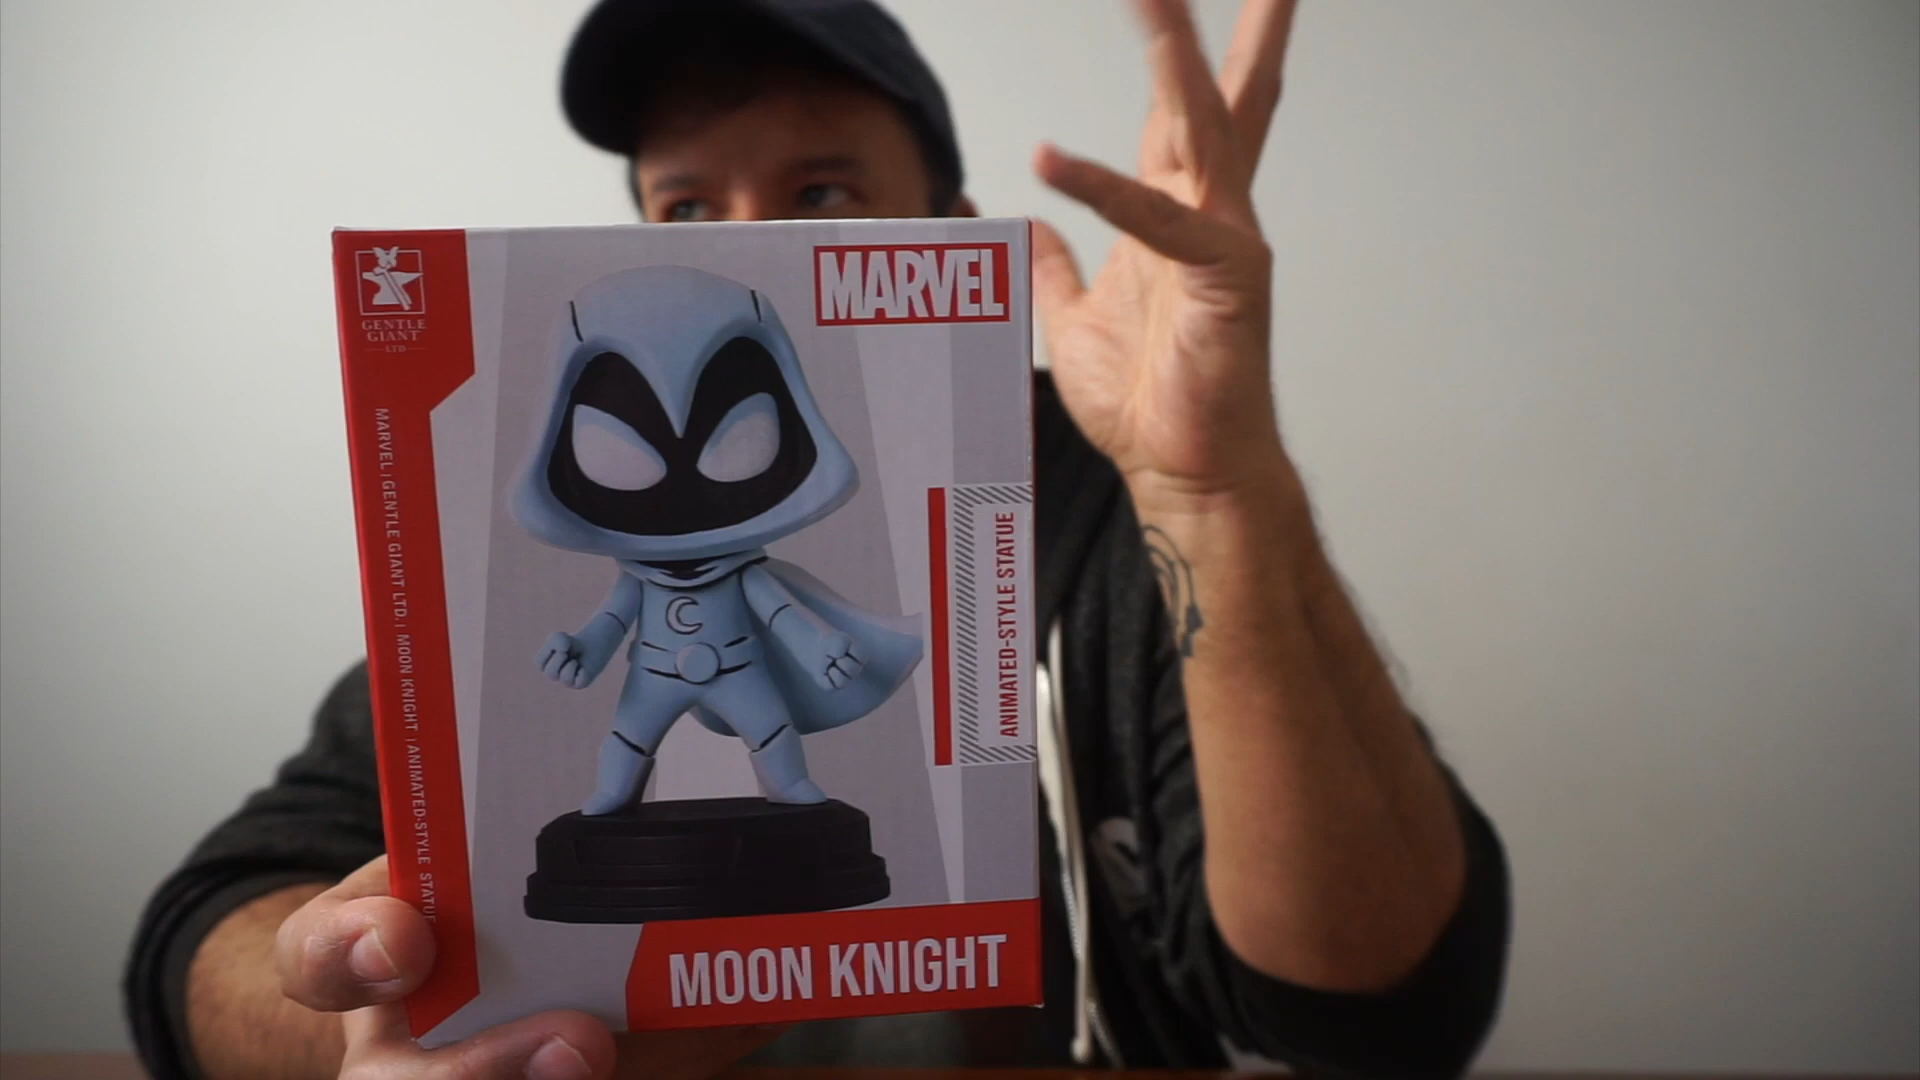 GENTLE
GIANT
LTD
MARVEL
MARVEL | GENTLE GIANT LTD. | MOON KNIGHT | ANIMATED-STYLE STATUE
ANIMATED-STYLE STATUE
MOON KNIGHT